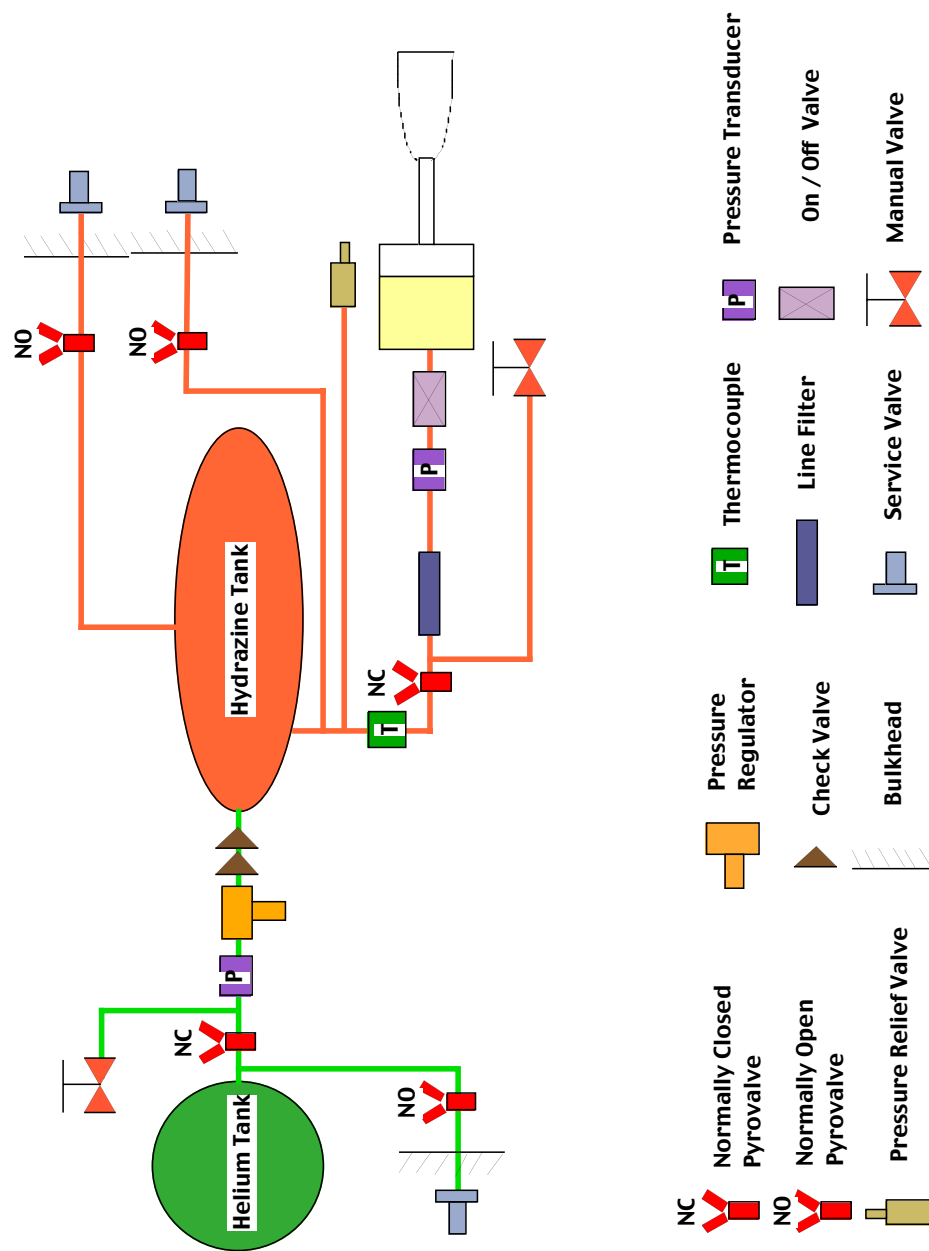 NO
NO
Hydrazine Tank
P
NC
T
P
NC
Helium Tank
NO
NC
Normally Closed
Pyrovalve
NO
Normally Open
Pyrovalve
Pressure Relief Valve
Pressure
Regulator
Check Valve
Bulkhead
T
Thermocouple
Line Filter
Service Valve
P
Pressure Transducer
On / Off Valve
Manual Valve